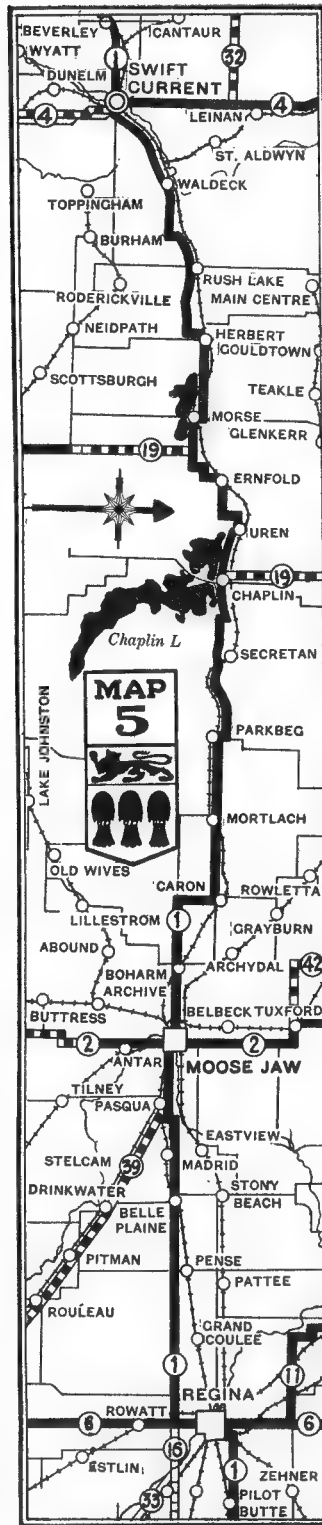 BEVERLEY
CANTAUR
WYATT
1
32
DUNELM
SWIFT
CURRENT
4
LEINAN
4
ST. ALDWYN
WALDECK
TOPPINGHAM
BURHAM
RODERICKVILLE
RUSH LAKE
MAIN CENTRE
NEIDPATH
HERBERT
GOULDTOWN
SCOTTSBURGH
TEAKLE
MORSE
GLENKERR
19
ERNFOLD
UREN
19
CHAPLIN
Chaplin L
SECRETAN
MAP
5
LAKE JOHNSTON
PARKBEG
MORTLACH
OLD WIVES
CARON
ROWLETTA
LILLESTROM
1
GRAYBURN
ABOUND
ARCHYDAL
42
BOHARM
ARCHIVE
BELBECK
TUXFORD
BUTTRESS
2
2
ANTAR
MOOSE JAW
TILNEY
PASQUA
EASTVIEW
STELCAM
39
MADRID
DRINKWATER
STONY
BEACH
BELLE
PLAINE
PITMAN
PENSE
PATTEE
ROULEAU
GRAND
COULEE
1
11
REGINA
6
ROWATT
6
16
1
ESTLIN
ZEHNER
33
PILOT
BUTTE